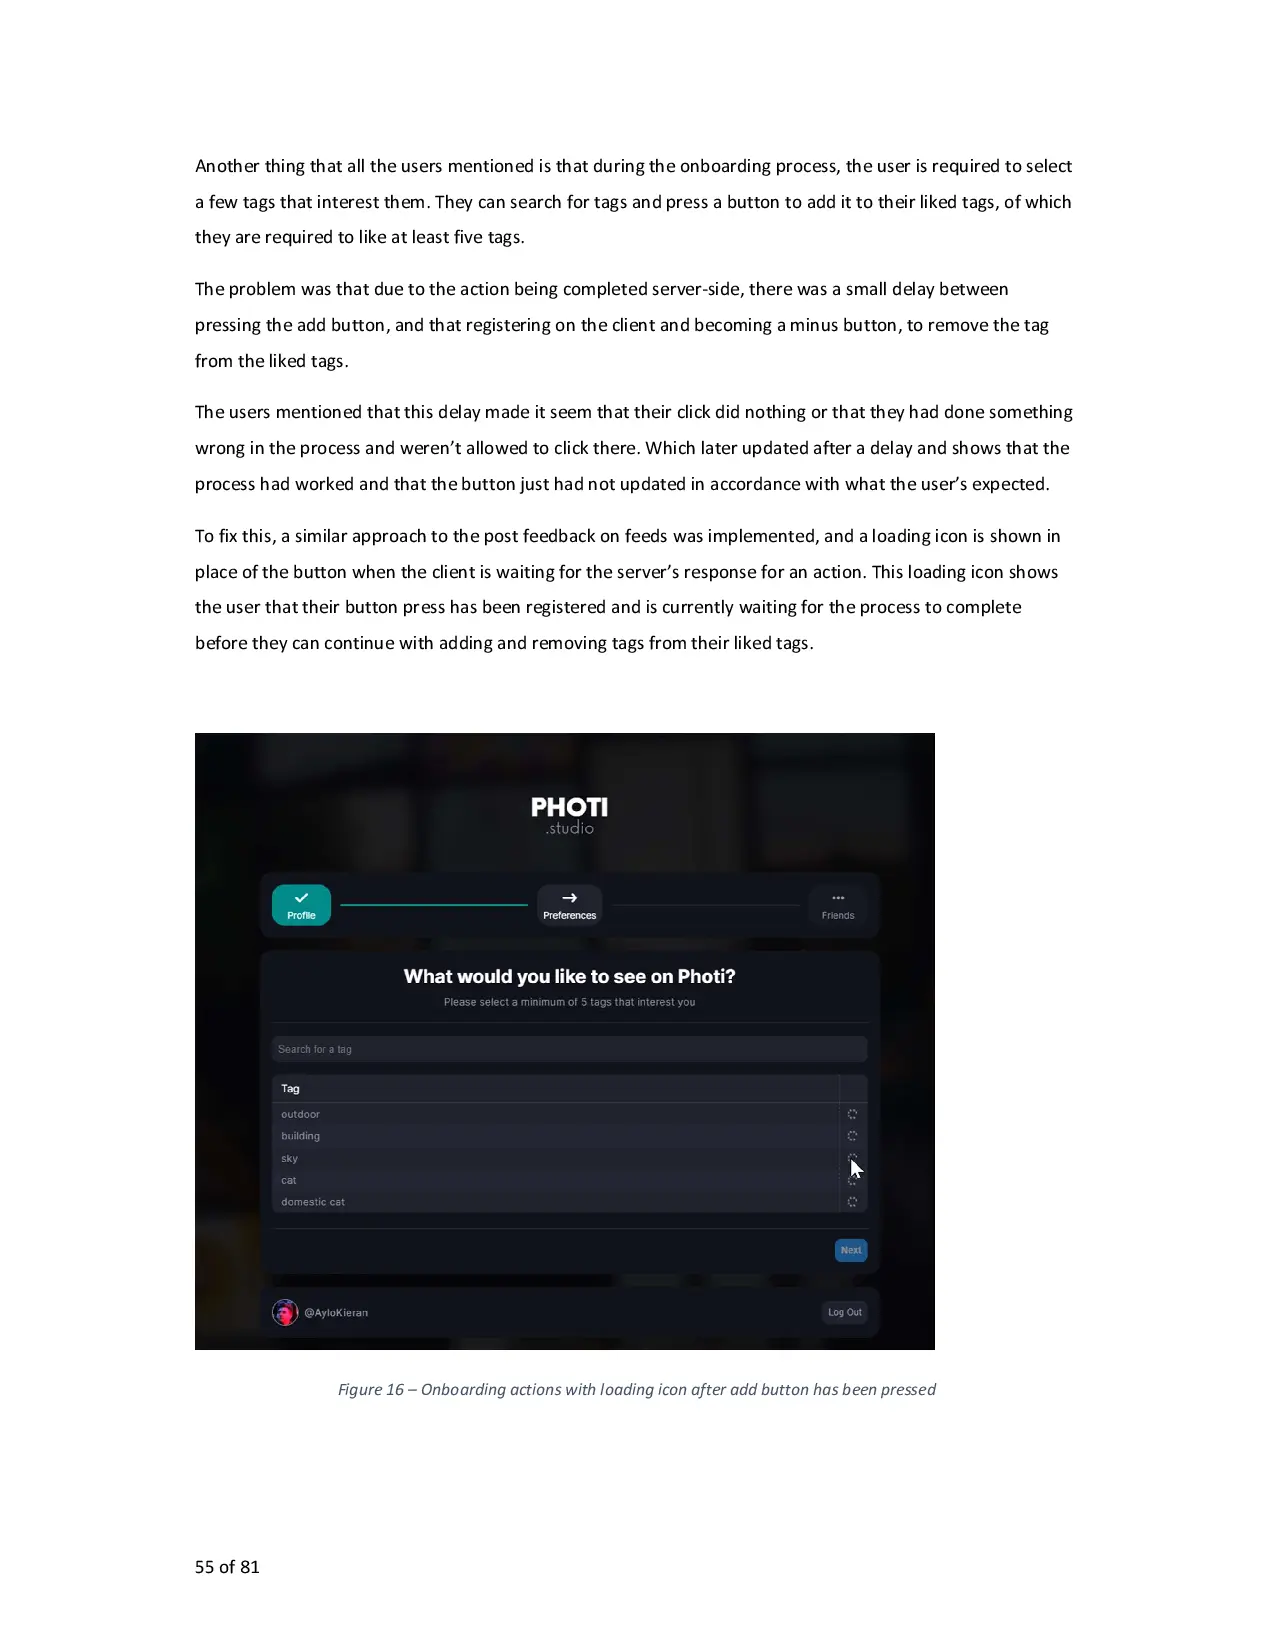 Another thing that all the users mentioned is that during the onboarding process, the user is required to select
a few tags that interest them. They can search for tags and press a button to add it to their liked tags, of which
they are required to like at least five tags.
The problem was that due to the action being completed server-side, there was a small delay between
pressing the add button, and that registering on the client and becoming a minus button, to remove the tag
from the liked tags.
The users mentioned that this delay made it seem that their click did nothing or that they had done something
wrong in the process and weren’t allowed to click there. Which later updated after a delay and shows that the
process had worked and that the button just had not updated in accordance with what the user’s expected.
To fix this, a similar approach to the post feedback on feeds was implemented, and a loading icon is shown in
place of the button when the client is waiting for the server’s response for an action. This loading icon shows
the user that their button press has been registered and is currently waiting for the process to complete
before they can continue with adding and removing tags from their liked tags.
PHOTI
.studio
Profile
Preferences
Friends
What would you like to see on Photi?
Please select a minimum of 5 tags that interest you
Search for a tag
Tag
outdoor
building
sky
cat
domestic cat
Next
@AyloKieran
Log Out
Figure 16 – Onboarding actions with loading icon after add button has been pressed
55 of 81